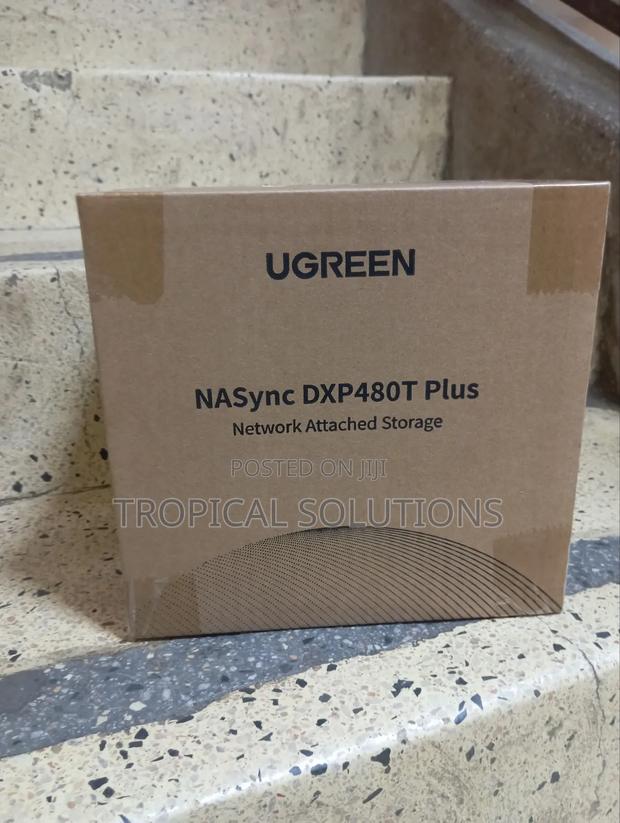 UGREEN
NASync DXP480T Plus
Network Attached Storage
POSTED ON JIJI
TROPICAL SOLUTIONS